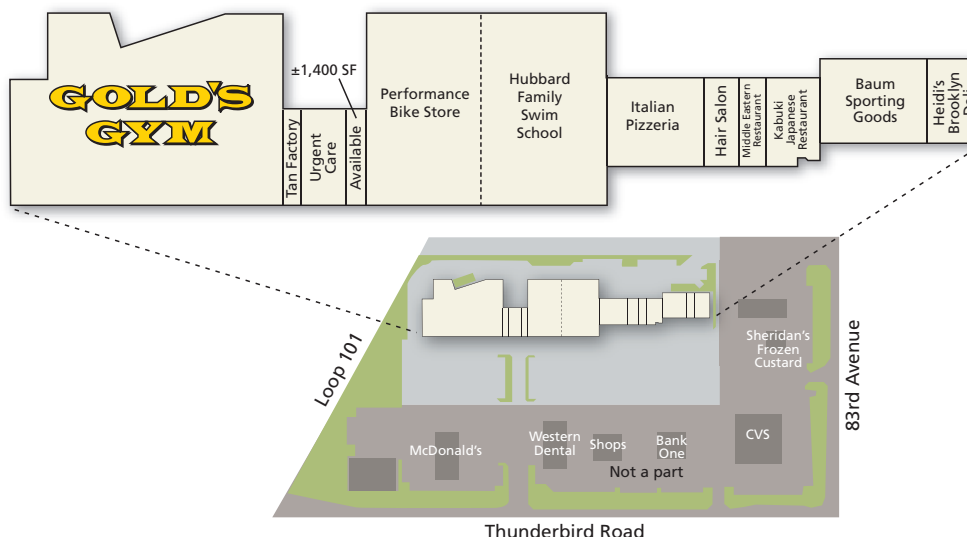 GOLD'S
GYM
Tan Factory
Urgent
Care
±1,400 SF
Available
Performance
Bike Store
Hubbard
Family
Swim
School
Italian
Pizzeria
Hair Salon
Middle Eastern
Restaurant
Kabuki
Japanese
Restaurant
Baum
Sporting
Goods
Heidi's
Brooklyn
Loop 101
Sheridan's
Frozen
Custard
83rd Avenue
McDonald's
Western
Dental
Shops
Bank
One
CVS
Not a part
Thunderbird Road